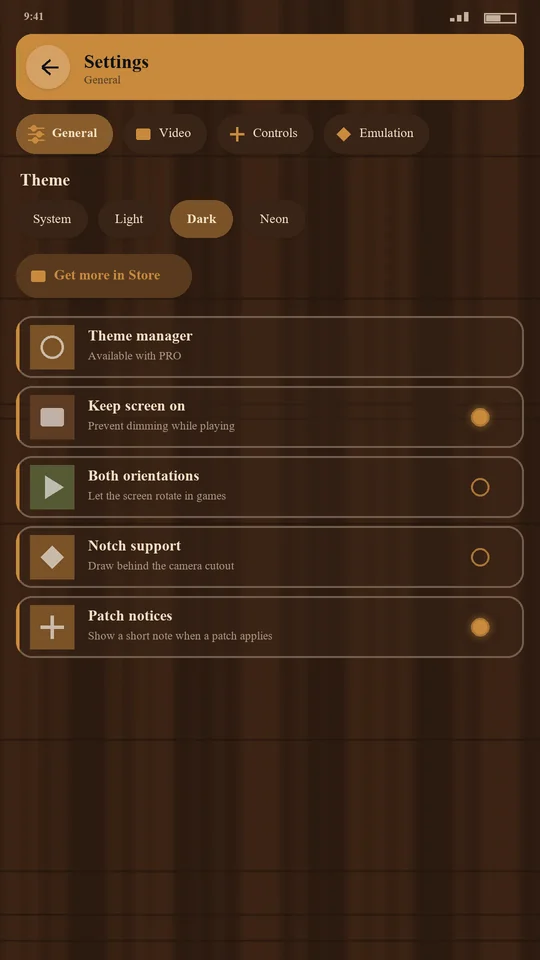 9:41
Settings
General
General
Video
Controls
Emulation
Theme
System
Light
Dark
Neon
Get more in Store
Theme manager
Available with PRO
Keep screen on
Prevent dimming while playing
Both orientations
Let the screen rotate in games
Notch support
Draw behind the camera cutout
Patch notices
Show a short note when a patch applies